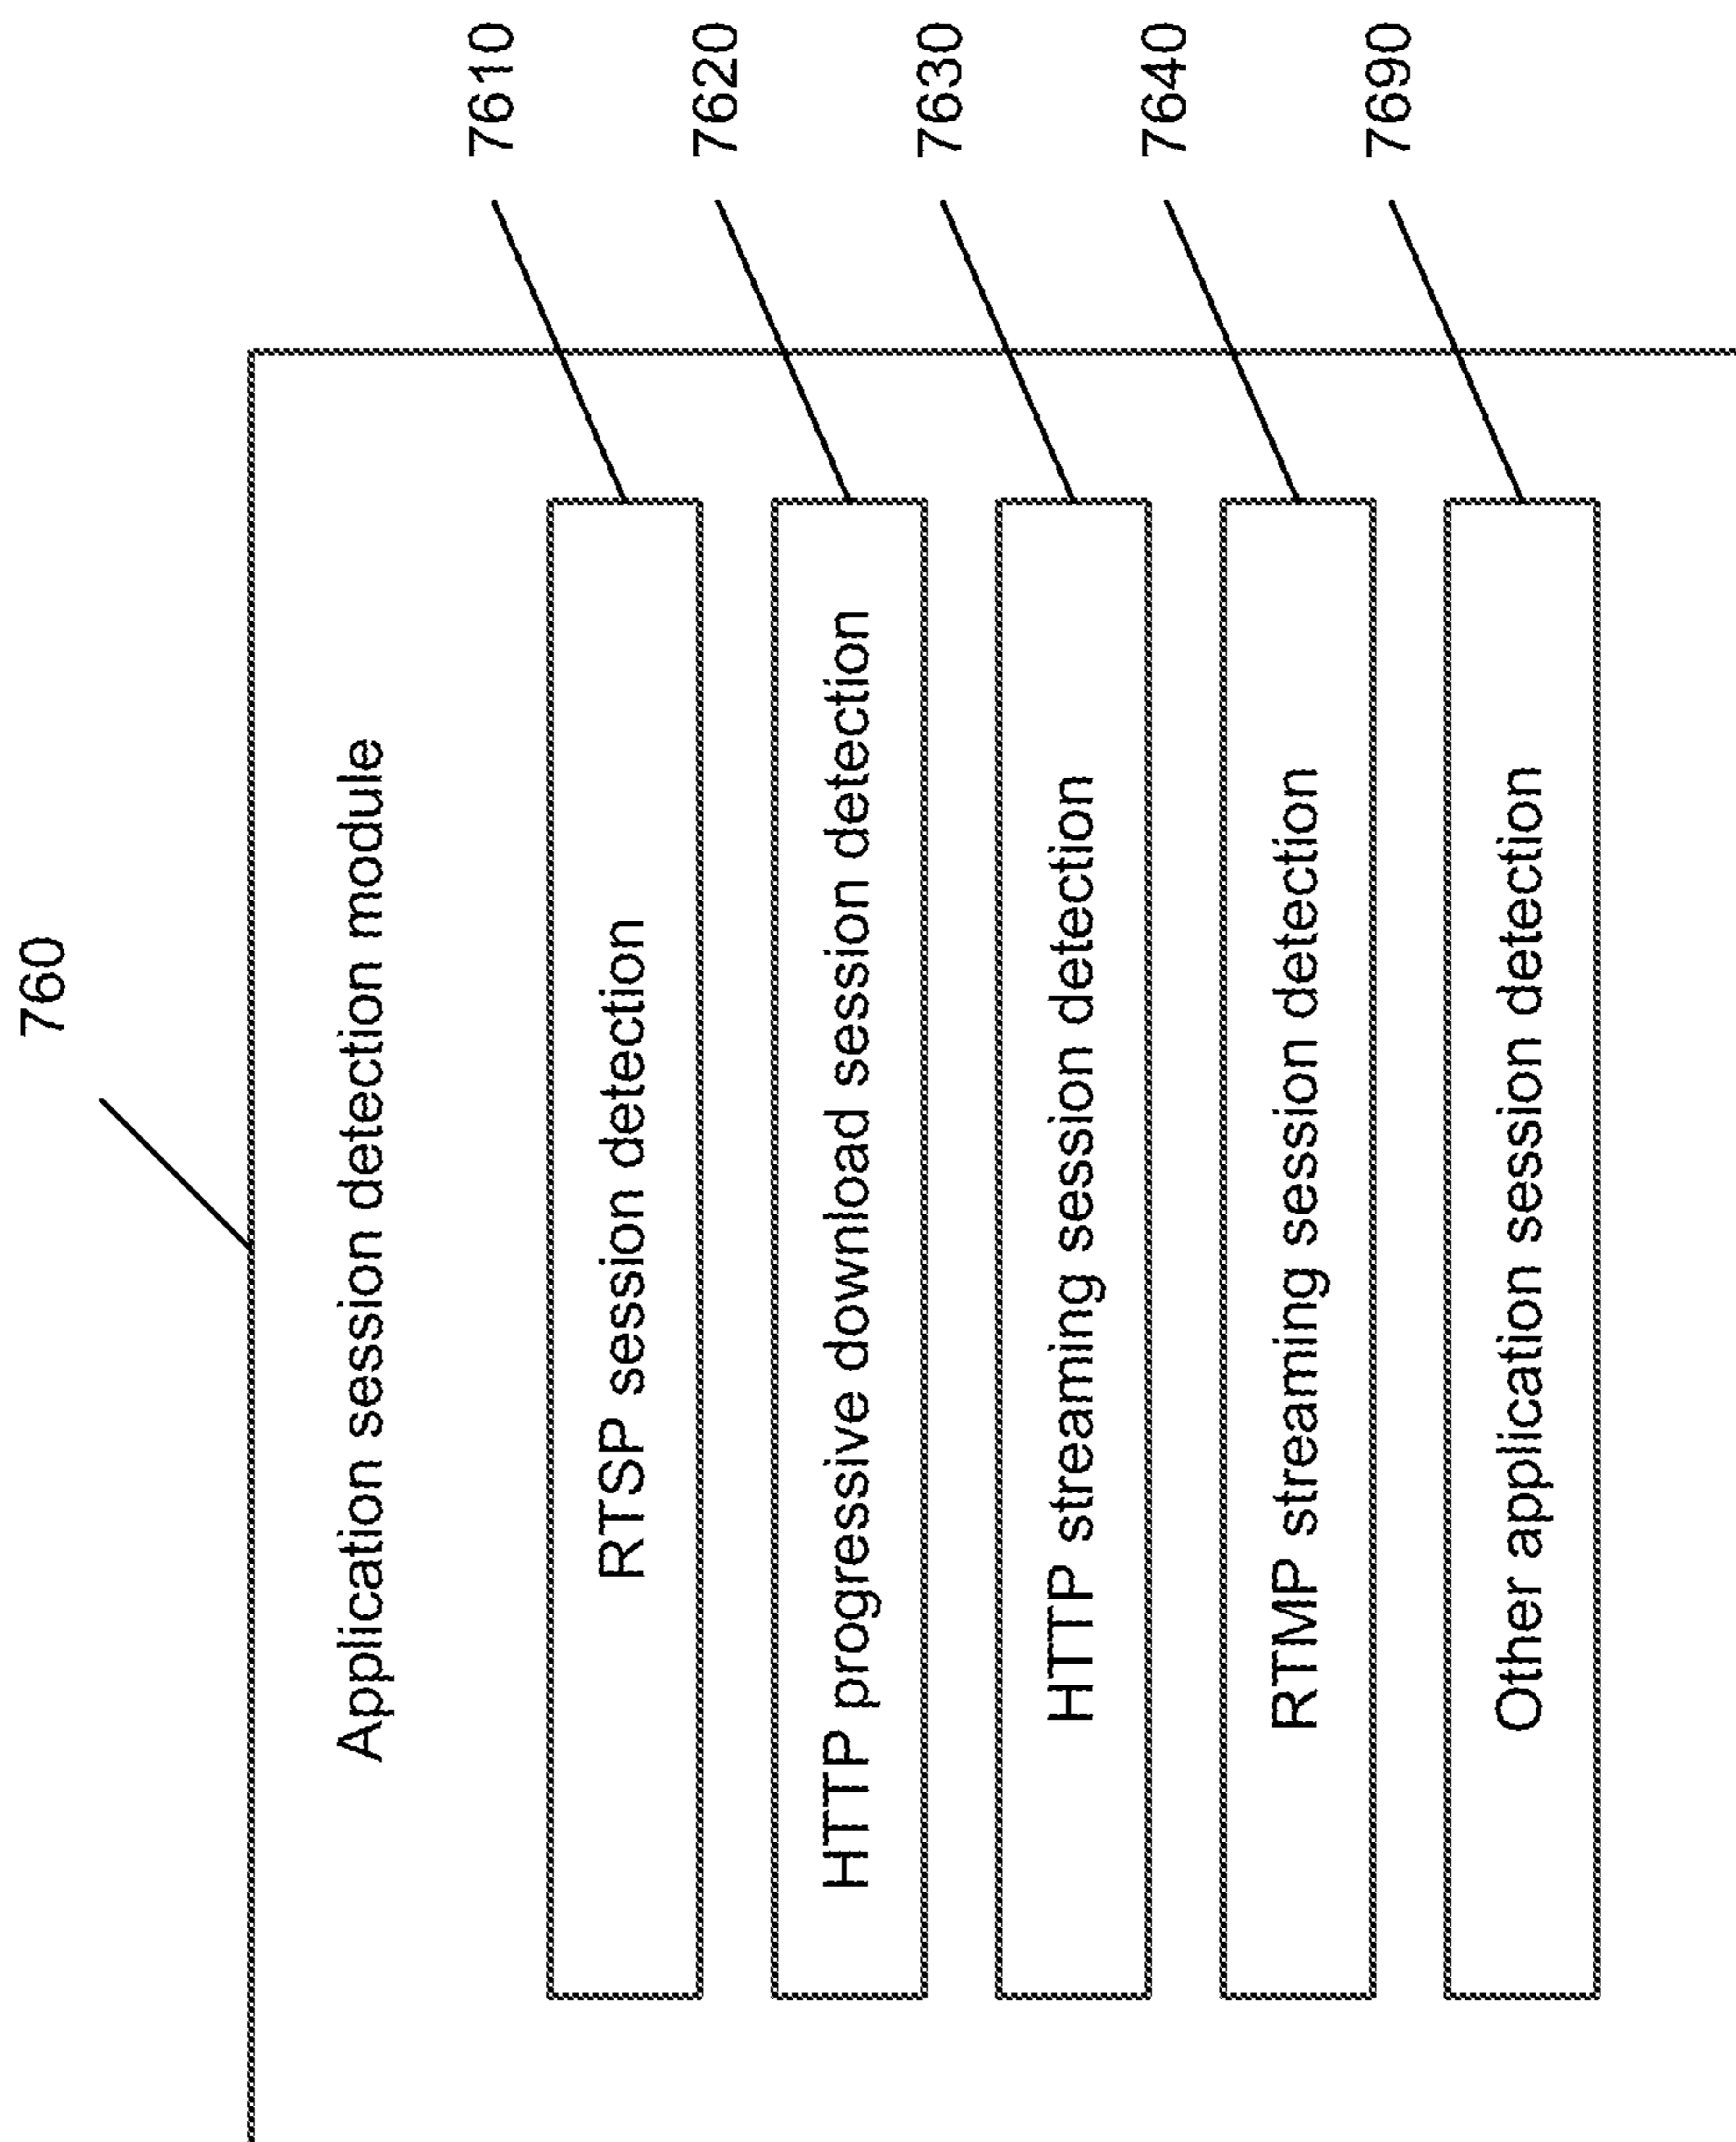 760
Application session detection module
RTSP session detection
7610
HTTP progressive download session detection
7620
HTTP streaming session detection
7630
RTMP streaming session detection
7640
Other application session detection
7690